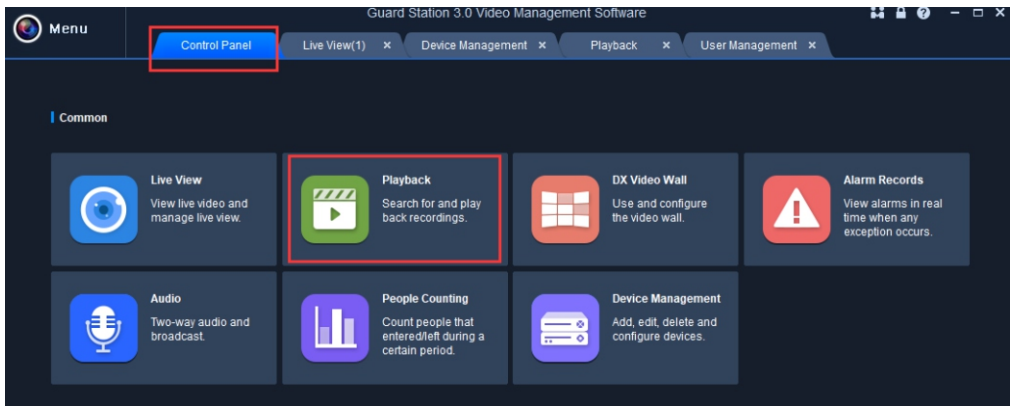 Guard Station 3.0 Video Management Software
Menu
Control Panel
Live View(1) ×
Device Management ×
Playback ×
User Management ×
Common
Live View
View live video and
manage live view.
Playback
Search for and play
back recordings.
DX Video Wall
Use and configure
the video wall.
Alarm Records
View alarms in real
time when any
exception occurs.
Audio
Two-way audio and
broadcast.
People Counting
Count people that
entered/left during a
certain period.
Device Management
Add, edit, delete and
configure devices.